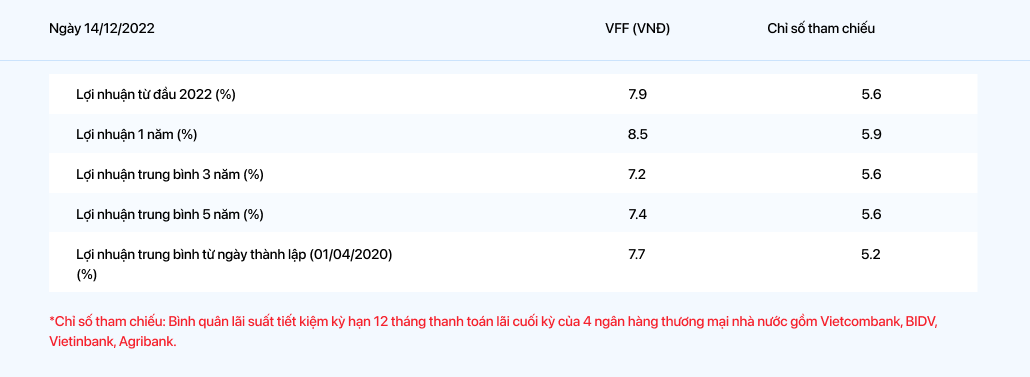 Ngày 14/12/2022 VFF (VNĐ) Chỉ số tham chiếu
Lợi nhuận từ đầu 2022 (%) 7.9 5.6
Lợi nhuận 1 năm (%) 8.5 5.9
Lợi nhuận trung bình 3 năm (%) 7.2 5.6
Lợi nhuận trung bình 5 năm (%) 7.4 5.6
Lợi nhuận trung bình từ ngày thành lập (01/04/2020) 7.7 5.2
(%)
*Chỉ số tham chiếu: Bình quân lãi suất tiết kiệm kỳ hạn 12 tháng thanh toán lãi cuối kỳ của 4 ngân hàng thương mại nhà nước gồm Vietcombank, BIDV,
Vietinbank, Agribank.